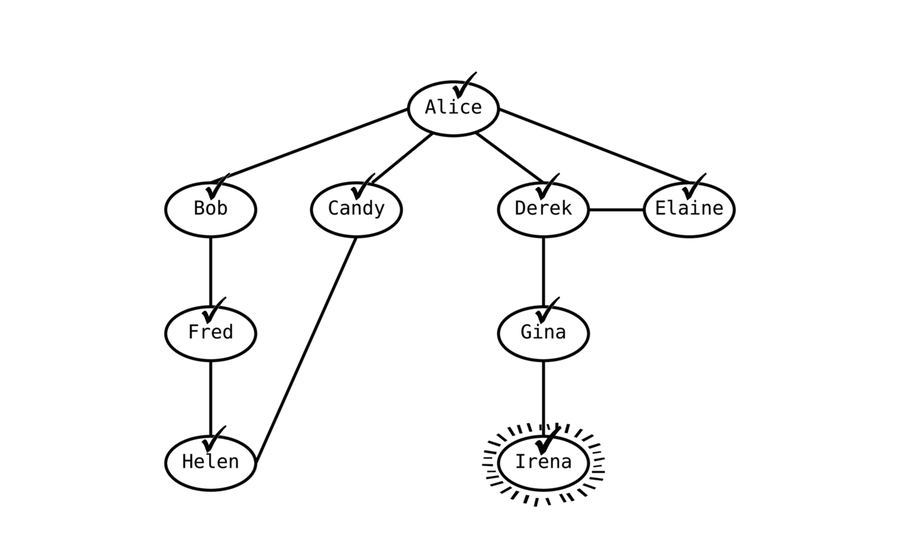 Alice
Bob
Candy
Derek
Elaine
Fred
Gina
Helen
Irena